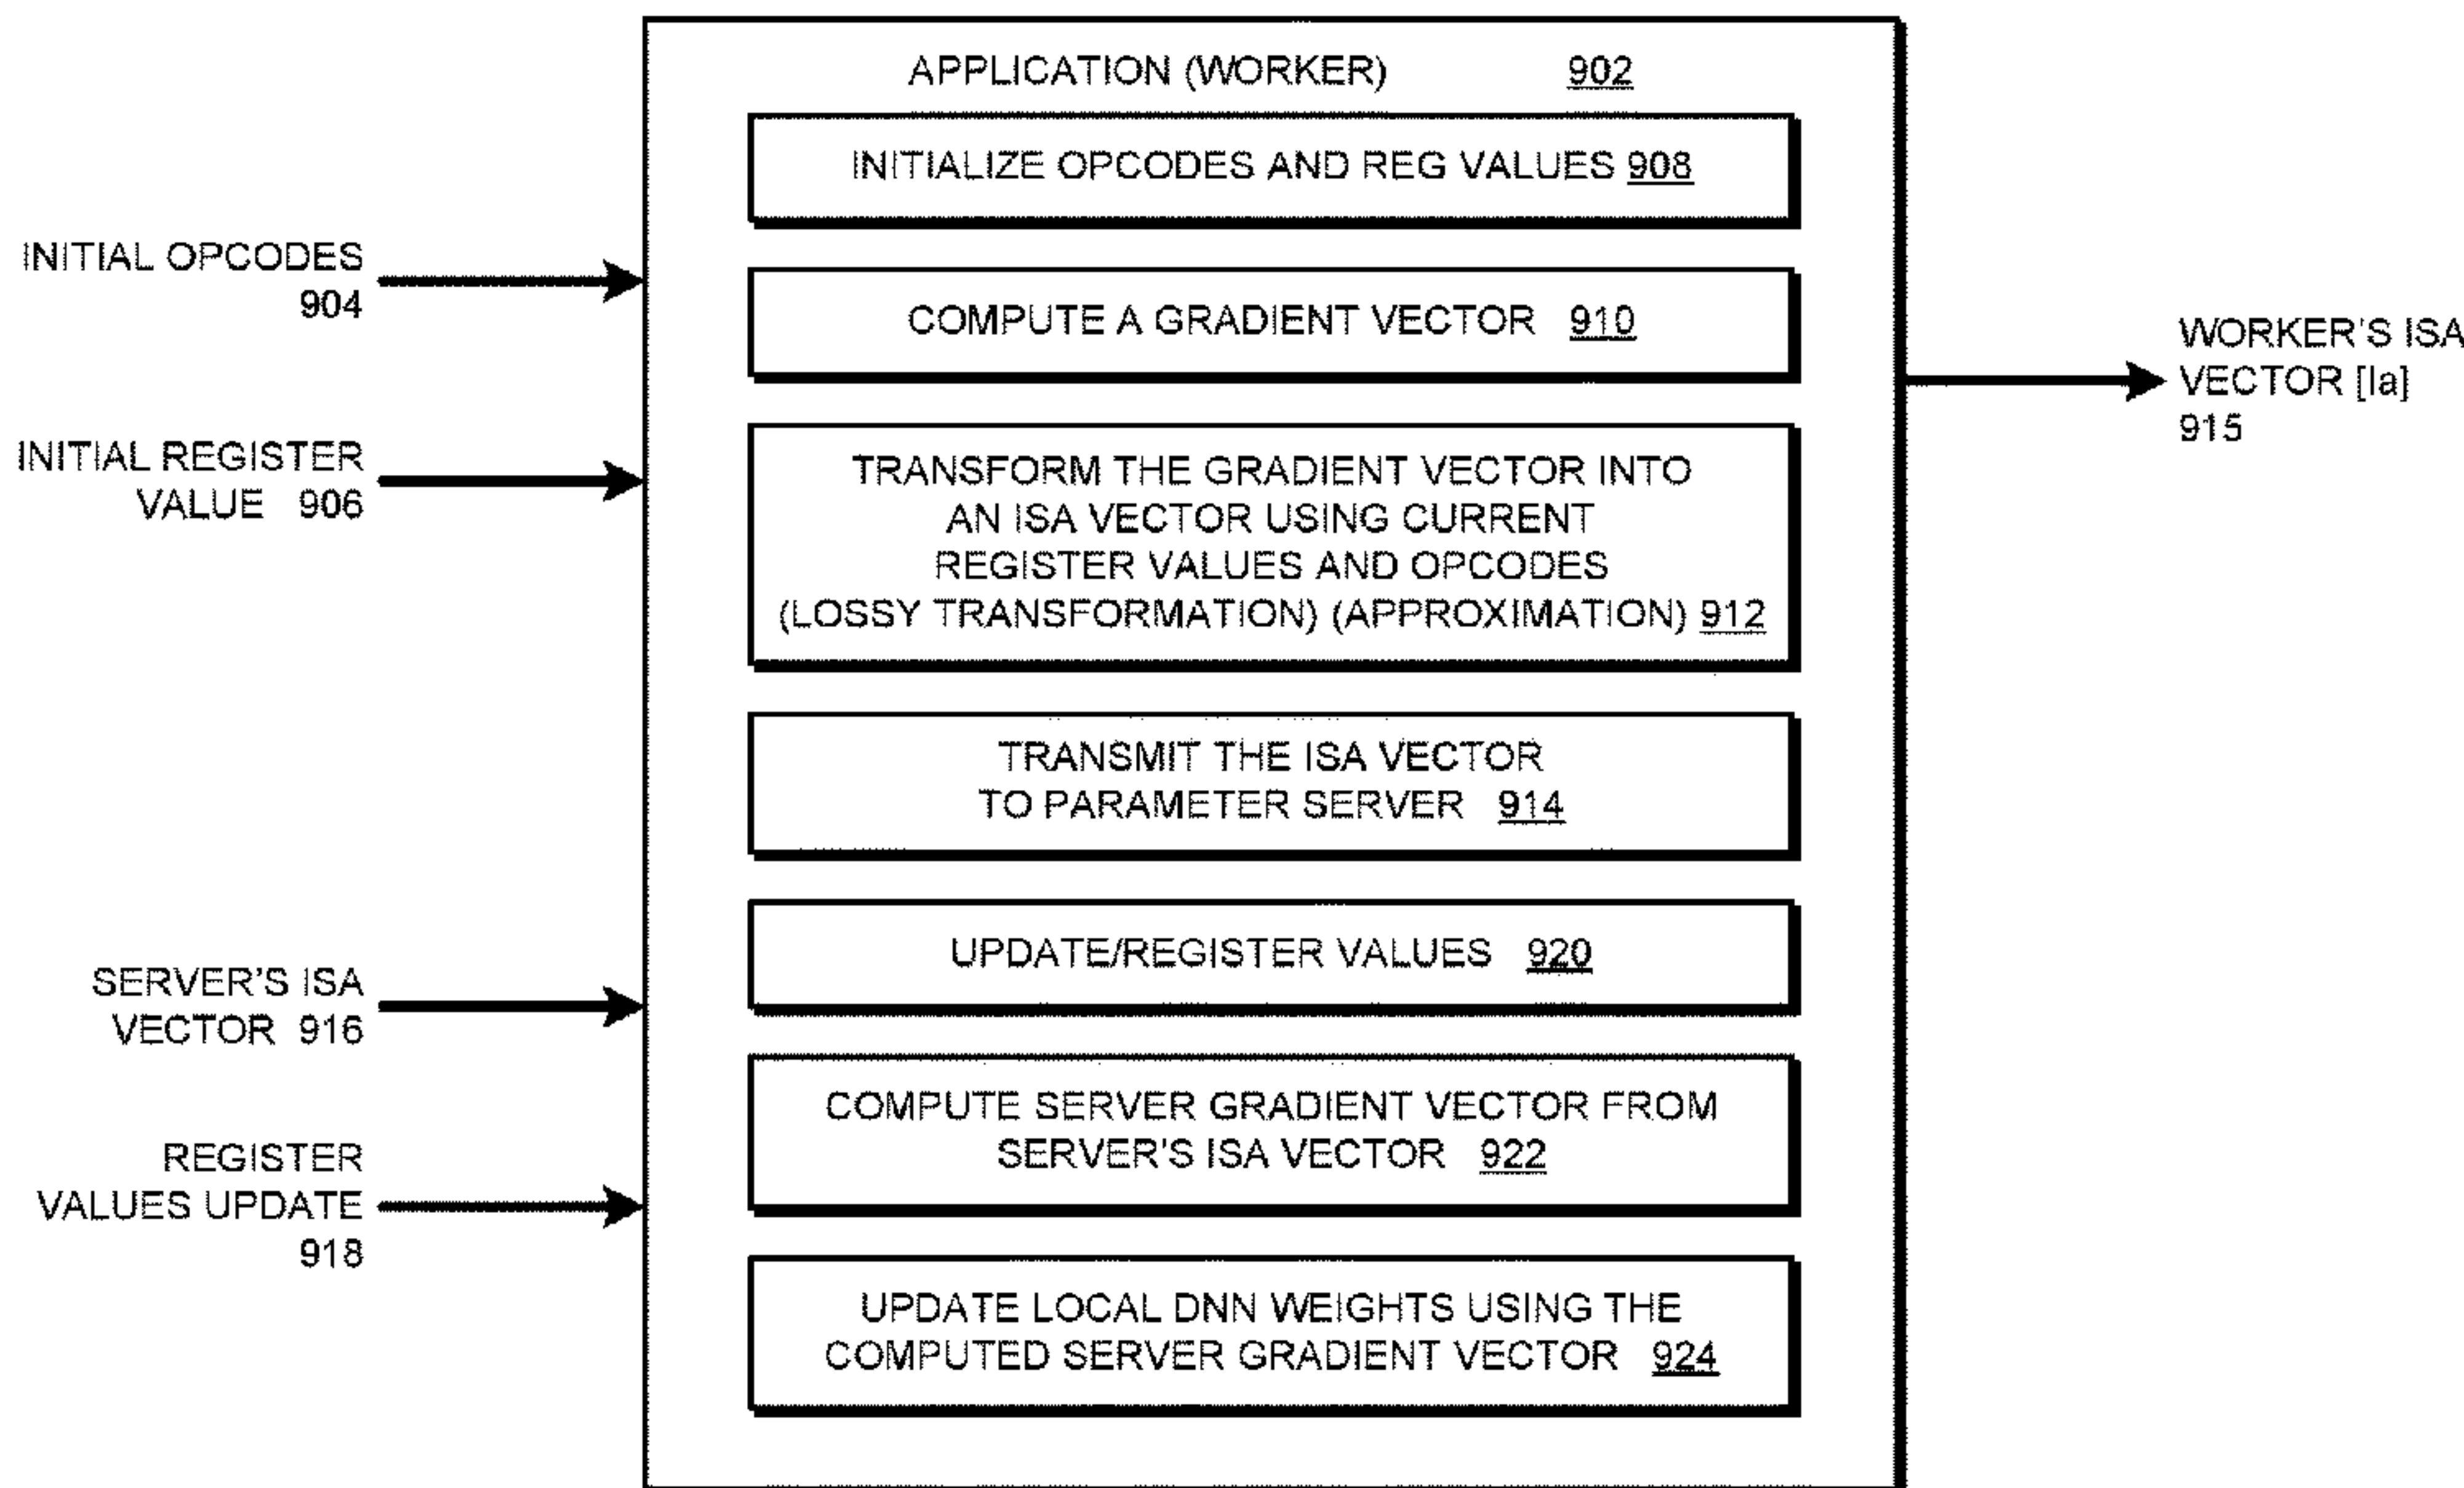 APPLICATION (WORKER) 902
INITIALIZE OPCODES AND REG VALUES 908
INITIAL OPCODES
904
COMPUTE A GRADIENT VECTOR 910
WORKER'S ISA
VECTOR [Ia]
915
INITIAL REGISTER
VALUE 906
TRANSFORM THE GRADIENT VECTOR INTO
AN ISA VECTOR USING CURRENT
REGISTER VALUES AND OPCODES
(LOSSY TRANSFORMATION) (APPROXIMATION) 912
TRANSMIT THE ISA VECTOR
TO PARAMETER SERVER 914
UPDATE/REGISTER VALUES 920
SERVER'S ISA
VECTOR 916
COMPUTE SERVER GRADIENT VECTOR FROM
SERVER'S ISA VECTOR 922
REGISTER
VALUES UPDATE
918
UPDATE LOCAL DNN WEIGHTS USING THE
COMPUTED SERVER GRADIENT VECTOR 924